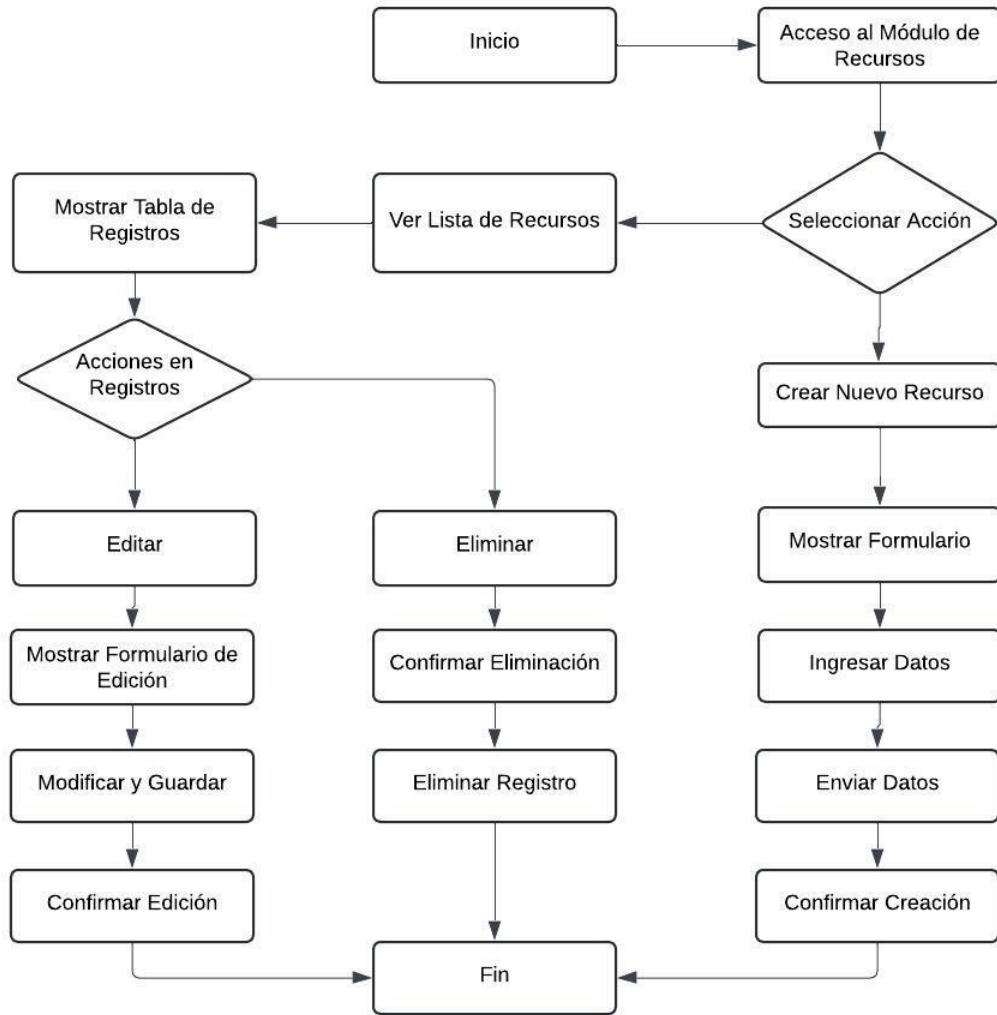 Inicio
Acceso al Módulo de
Recursos
Mostrar Tabla de
Registros
Ver Lista de Recursos
Seleccionar Acción
Acciones en
Registros
Crear Nuevo Recurso
Editar
Eliminar
Mostrar Formulario
Mostrar Formulario de
Edición
Confirmar Eliminación
Ingresar Datos
Modificar y Guardar
Eliminar Registro
Enviar Datos
Confirmar Edición
Confirmar Creación
Fin